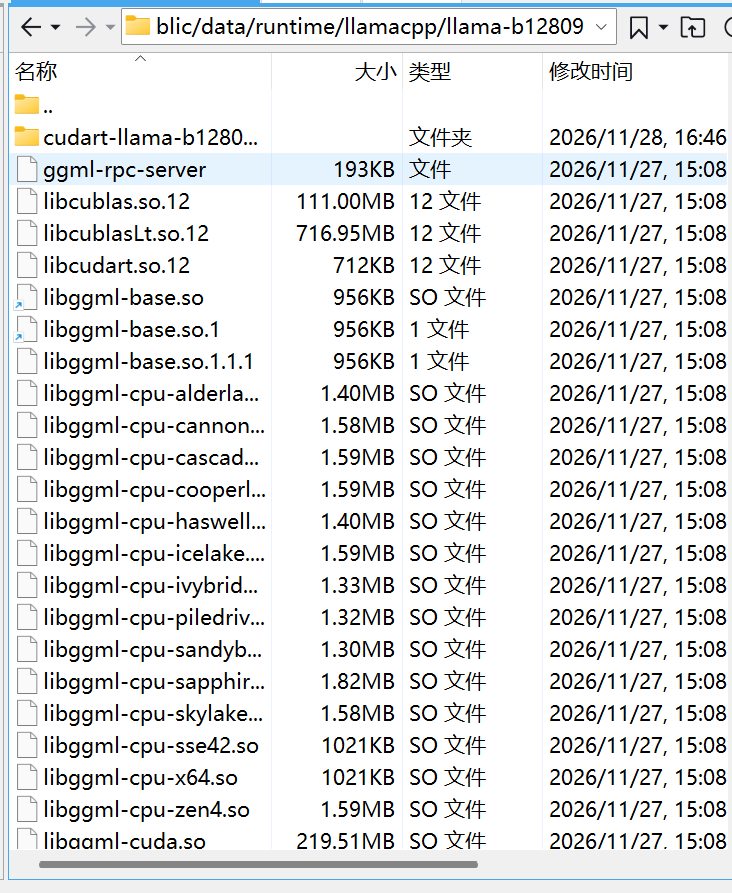 blic/data/runtime/llamacpp/llama-b12809
名称 大小 类型 修改时间
..
cudart-llama-b1280... 文件夹 2026/11/28, 16:46
ggml-rpc-server 193KB 文件 2026/11/27, 15:08
libcublas.so.12 111.00MB 12 文件 2026/11/27, 15:08
libcublasLt.so.12 716.95MB 12 文件 2026/11/27, 15:08
libcudart.so.12 712KB 12 文件 2026/11/27, 15:08
libggml-base.so 956KB SO 文件 2026/11/27, 15:08
libggml-base.so.1 956KB 1 文件 2026/11/27, 15:08
libggml-base.so.1.1.1 956KB 1 文件 2026/11/27, 15:08
libggml-cpu-alderla... 1.40MB SO 文件 2026/11/27, 15:08
libggml-cpu-cannon... 1.58MB SO 文件 2026/11/27, 15:08
libggml-cpu-cascad... 1.59MB SO 文件 2026/11/27, 15:08
libggml-cpu-cooperl... 1.59MB SO 文件 2026/11/27, 15:08
libggml-cpu-haswell... 1.40MB SO 文件 2026/11/27, 15:08
libggml-cpu-icelake.... 1.59MB SO 文件 2026/11/27, 15:08
libggml-cpu-ivybrid... 1.33MB SO 文件 2026/11/27, 15:08
libggml-cpu-piledriv... 1.32MB SO 文件 2026/11/27, 15:08
libggml-cpu-sandyb... 1.30MB SO 文件 2026/11/27, 15:08
libggml-cpu-sapphir... 1.82MB SO 文件 2026/11/27, 15:08
libggml-cpu-skylake... 1.58MB SO 文件 2026/11/27, 15:08
libggml-cpu-sse42.so 1021KB SO 文件 2026/11/27, 15:08
libggml-cpu-x64.so 1021KB SO 文件 2026/11/27, 15:08
libggml-cpu-zen4.so 1.59MB SO 文件 2026/11/27, 15:08
libggml-cuda.so 219.51MB SO 文件 2026/11/27, 15:08